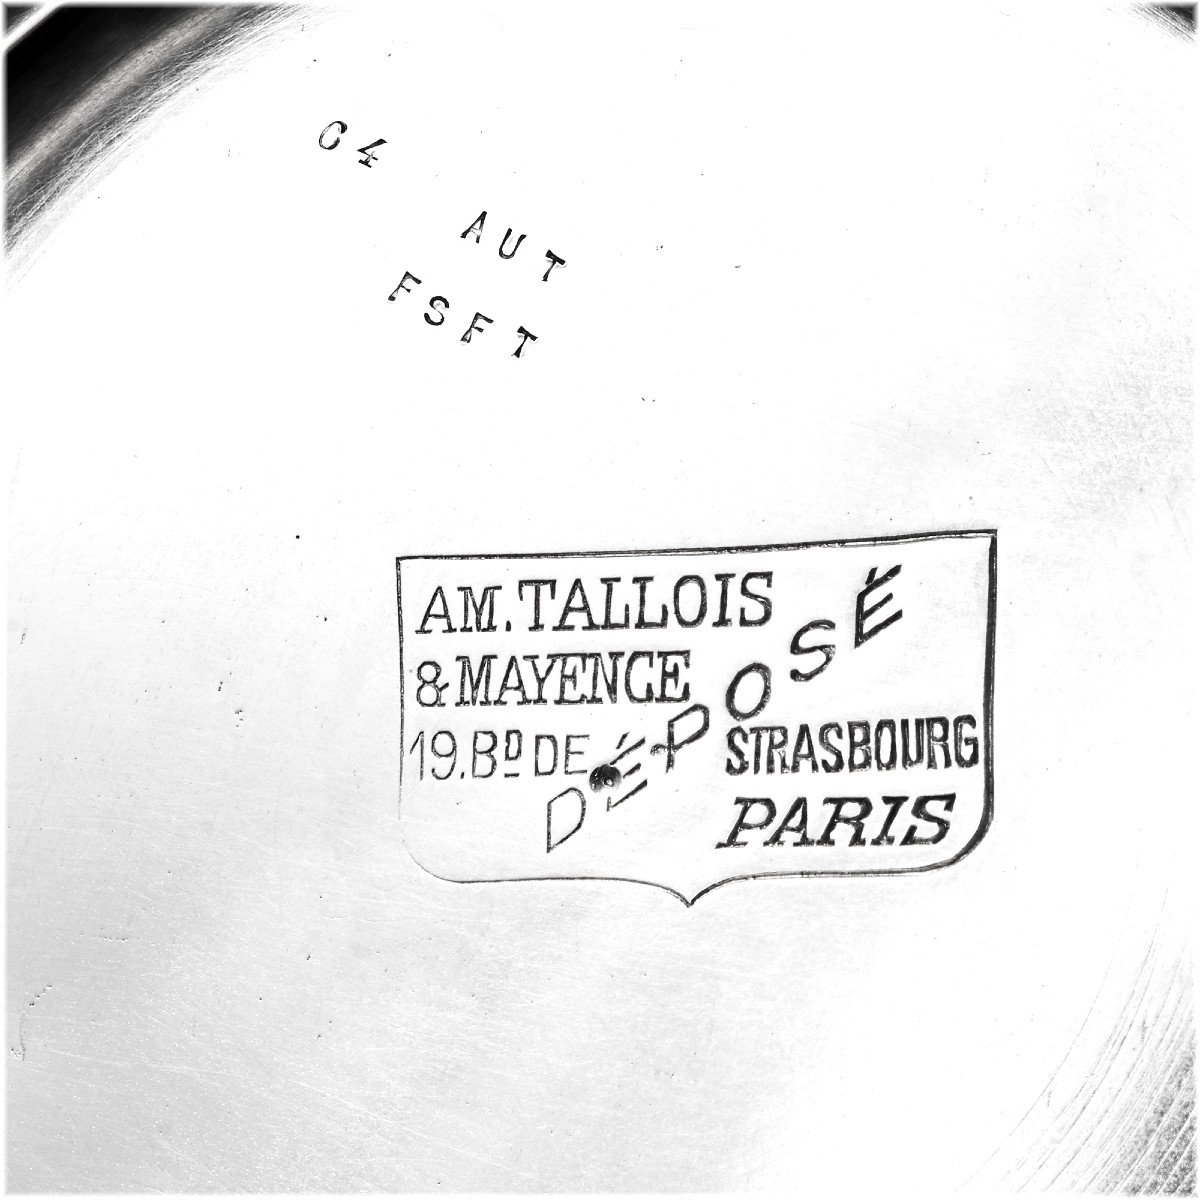 C4
AUT
FSFT
AM. TALLOIS
& MAYENCE
19. Bᴰ DE STRASBOURG
PARIS
DÉPOSÉ